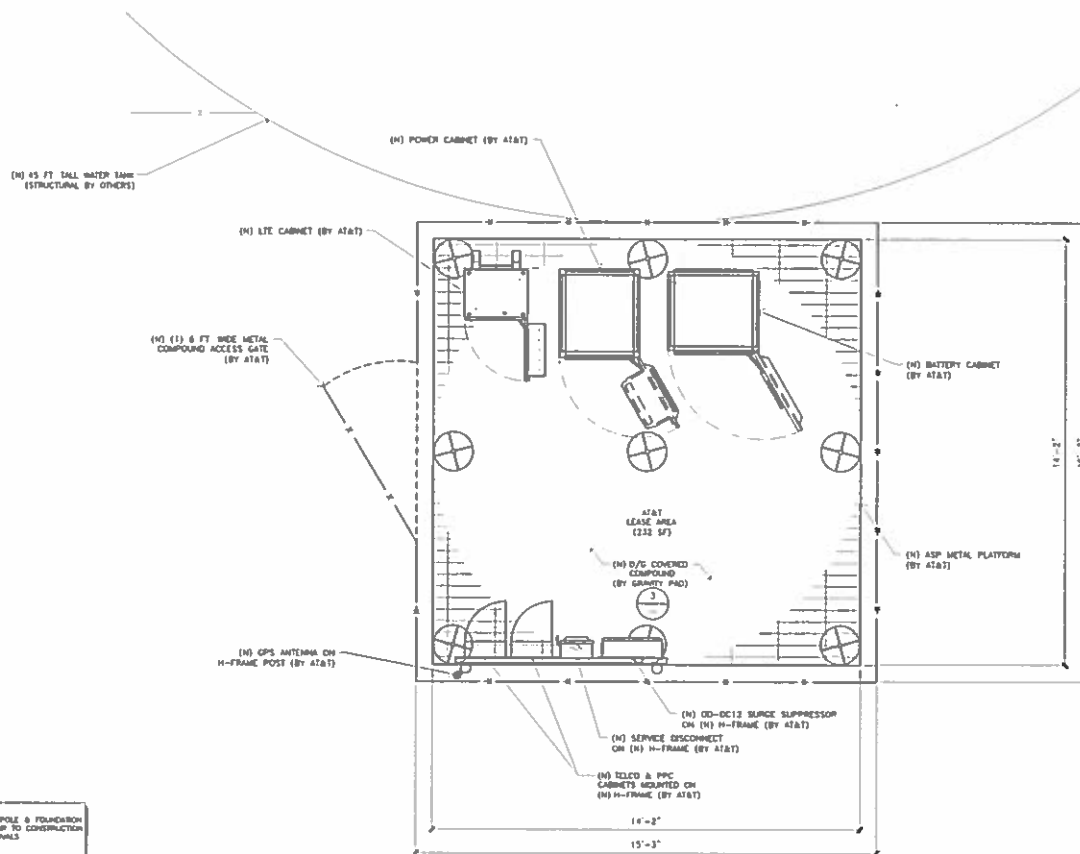 (N) POWER CABINET (BY AT&T)
(N) 45 FT TALL WATER TANK
(STRUCTURAL BY OTHERS)
(N) LTE CABINET (BY AT&T)
(N) (1) 6 FT WIDE METAL
COMPOUND ACCESS GATE
(BY AT&T)
(N) BATTERY CABINET
(BY AT&T)
14'-2"
AT&T
LEASE AREA
(232 SF)
(N) ASP METAL PLATFORM
(BY AT&T)
(N) D/G COVERED
COMPOUND
(BY GRAVITY PAD)
3
(N) GPS ANTENNA ON
H-FRAME POST (BY AT&T)
(N) OD-DC12 SURGE SUPPRESSOR
ON (N) H-FRAME (BY AT&T)
(N) SERVICE DISCONNECT
ON (N) H-FRAME (BY AT&T)
(N) TELCO & PPC
CABINETS MOUNTED ON
(N) H-FRAME (BY AT&T)
POLE & FOUNDATION
TO CONSTRUCTION
14'-2"
15'-3"